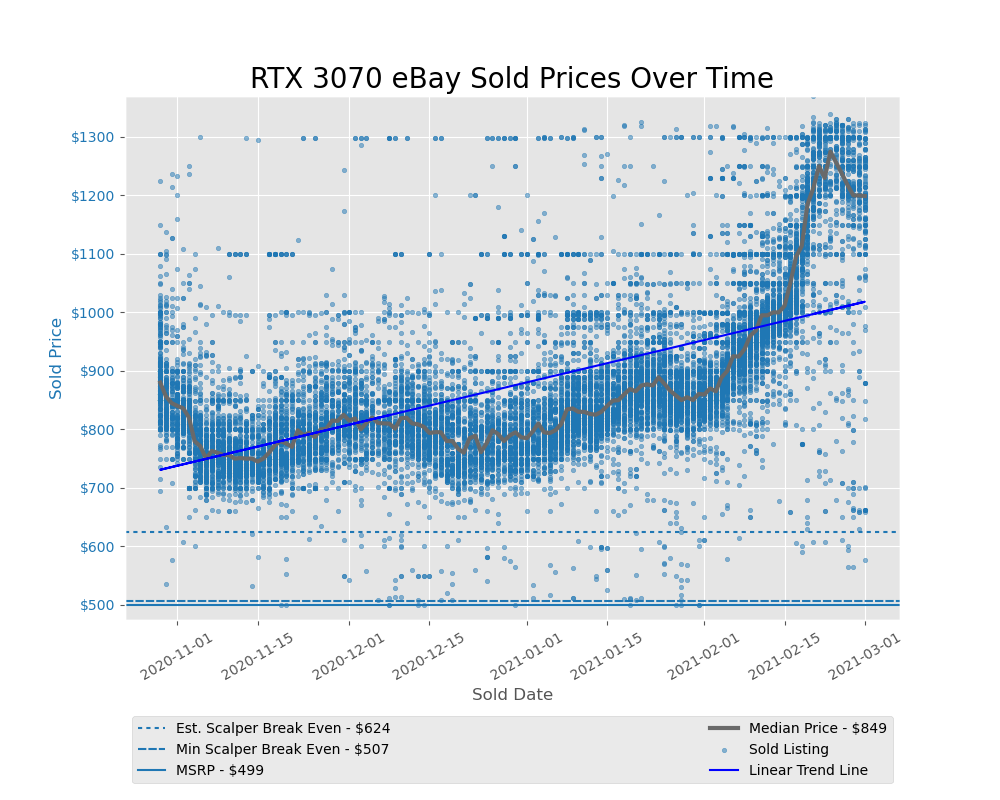 RTX 3070 eBay Sold Prices Over Time
Sold Price
$1300
$1200
$1100
$1000
$900
$800
$700
$600
$500
2020-11-01
2020-11-15
2020-12-01
2020-12-15
2021-01-01
2021-01-15
2021-02-01
2021-02-15
2021-03-01
Sold Date
Est. Scalper Break Even - $624
Min Scalper Break Even - $507
MSRP - $499
Median Price - $849
Sold Listing
Linear Trend Line